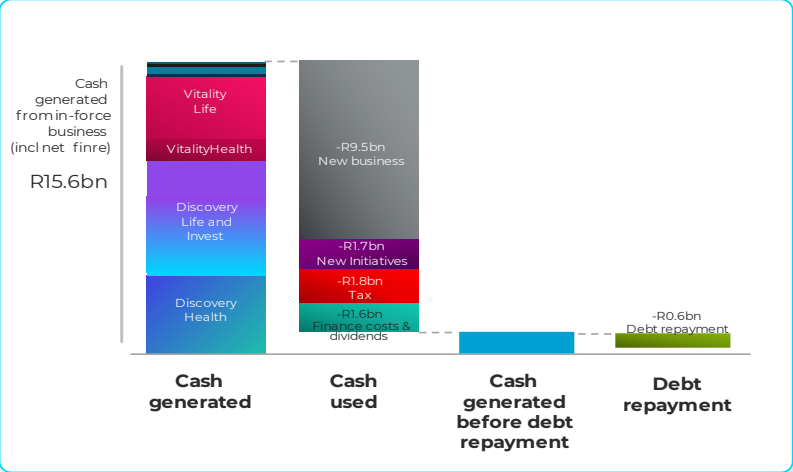 Cash
generated
from in-force
business
(incl net finre)
R15.6bn
Vitality
Life
VitalityHealth
Discovery
Life and
Invest
Discovery
Health
-R9.5bn
New business
-R1.7bn
New Initiatives
-R1.8bn
Tax
-R1.6bn
Finance costs &
dividends
-R0.6bn
Debt repayment
Cash
generated
Cash
used
Cash
generated
before debt
repayment
Debt
repayment